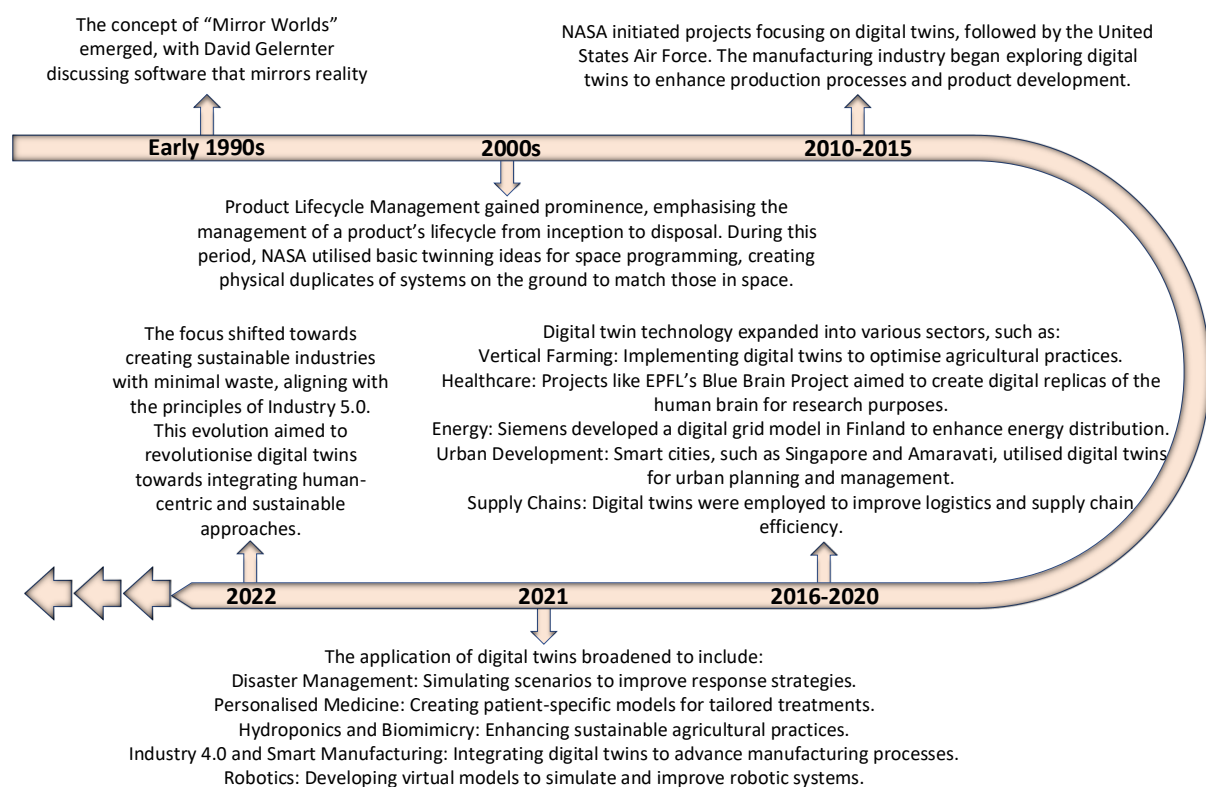 The concept of “Mirror Worlds”
emerged, with David Gelernter
discussing software that mirrors reality
NASA initiated projects focusing on digital twins, followed by the United
States Air Force. The manufacturing industry began exploring digital
twins to enhance production processes and product development.
Early 1990s
2000s
2010-2015
Product Lifecycle Management gained prominence, emphasising the
management of a product’s lifecycle from inception to disposal. During this
period, NASA utilised basic twinning ideas for space programming, creating
physical duplicates of systems on the ground to match those in space.
Digital twin technology expanded into various sectors, such as:
Vertical Farming: Implementing digital twins to optimise agricultural practices.
Healthcare: Projects like EPFL’s Blue Brain Project aimed to create digital replicas of the
human brain for research purposes.
Energy: Siemens developed a digital grid model in Finland to enhance energy distribution.
Urban Development: Smart cities, such as Singapore and Amaravati, utilised digital twins
for urban planning and management.
Supply Chains: Digital twins were employed to improve logistics and supply chain
efficiency.
The focus shifted towards
creating sustainable industries
with minimal waste, aligning with
the principles of Industry 5.0.
This evolution aimed to
revolutionise digital twins
towards integrating human-
centric and sustainable
approaches.
2022
2021
2016-2020
The application of digital twins broadened to include:
Disaster Management: Simulating scenarios to improve response strategies.
Personalised Medicine: Creating patient-specific models for tailored treatments.
Hydroponics and Biomimicry: Enhancing sustainable agricultural practices.
Industry 4.0 and Smart Manufacturing: Integrating digital twins to advance manufacturing processes.
Robotics: Developing virtual models to simulate and improve robotic systems.